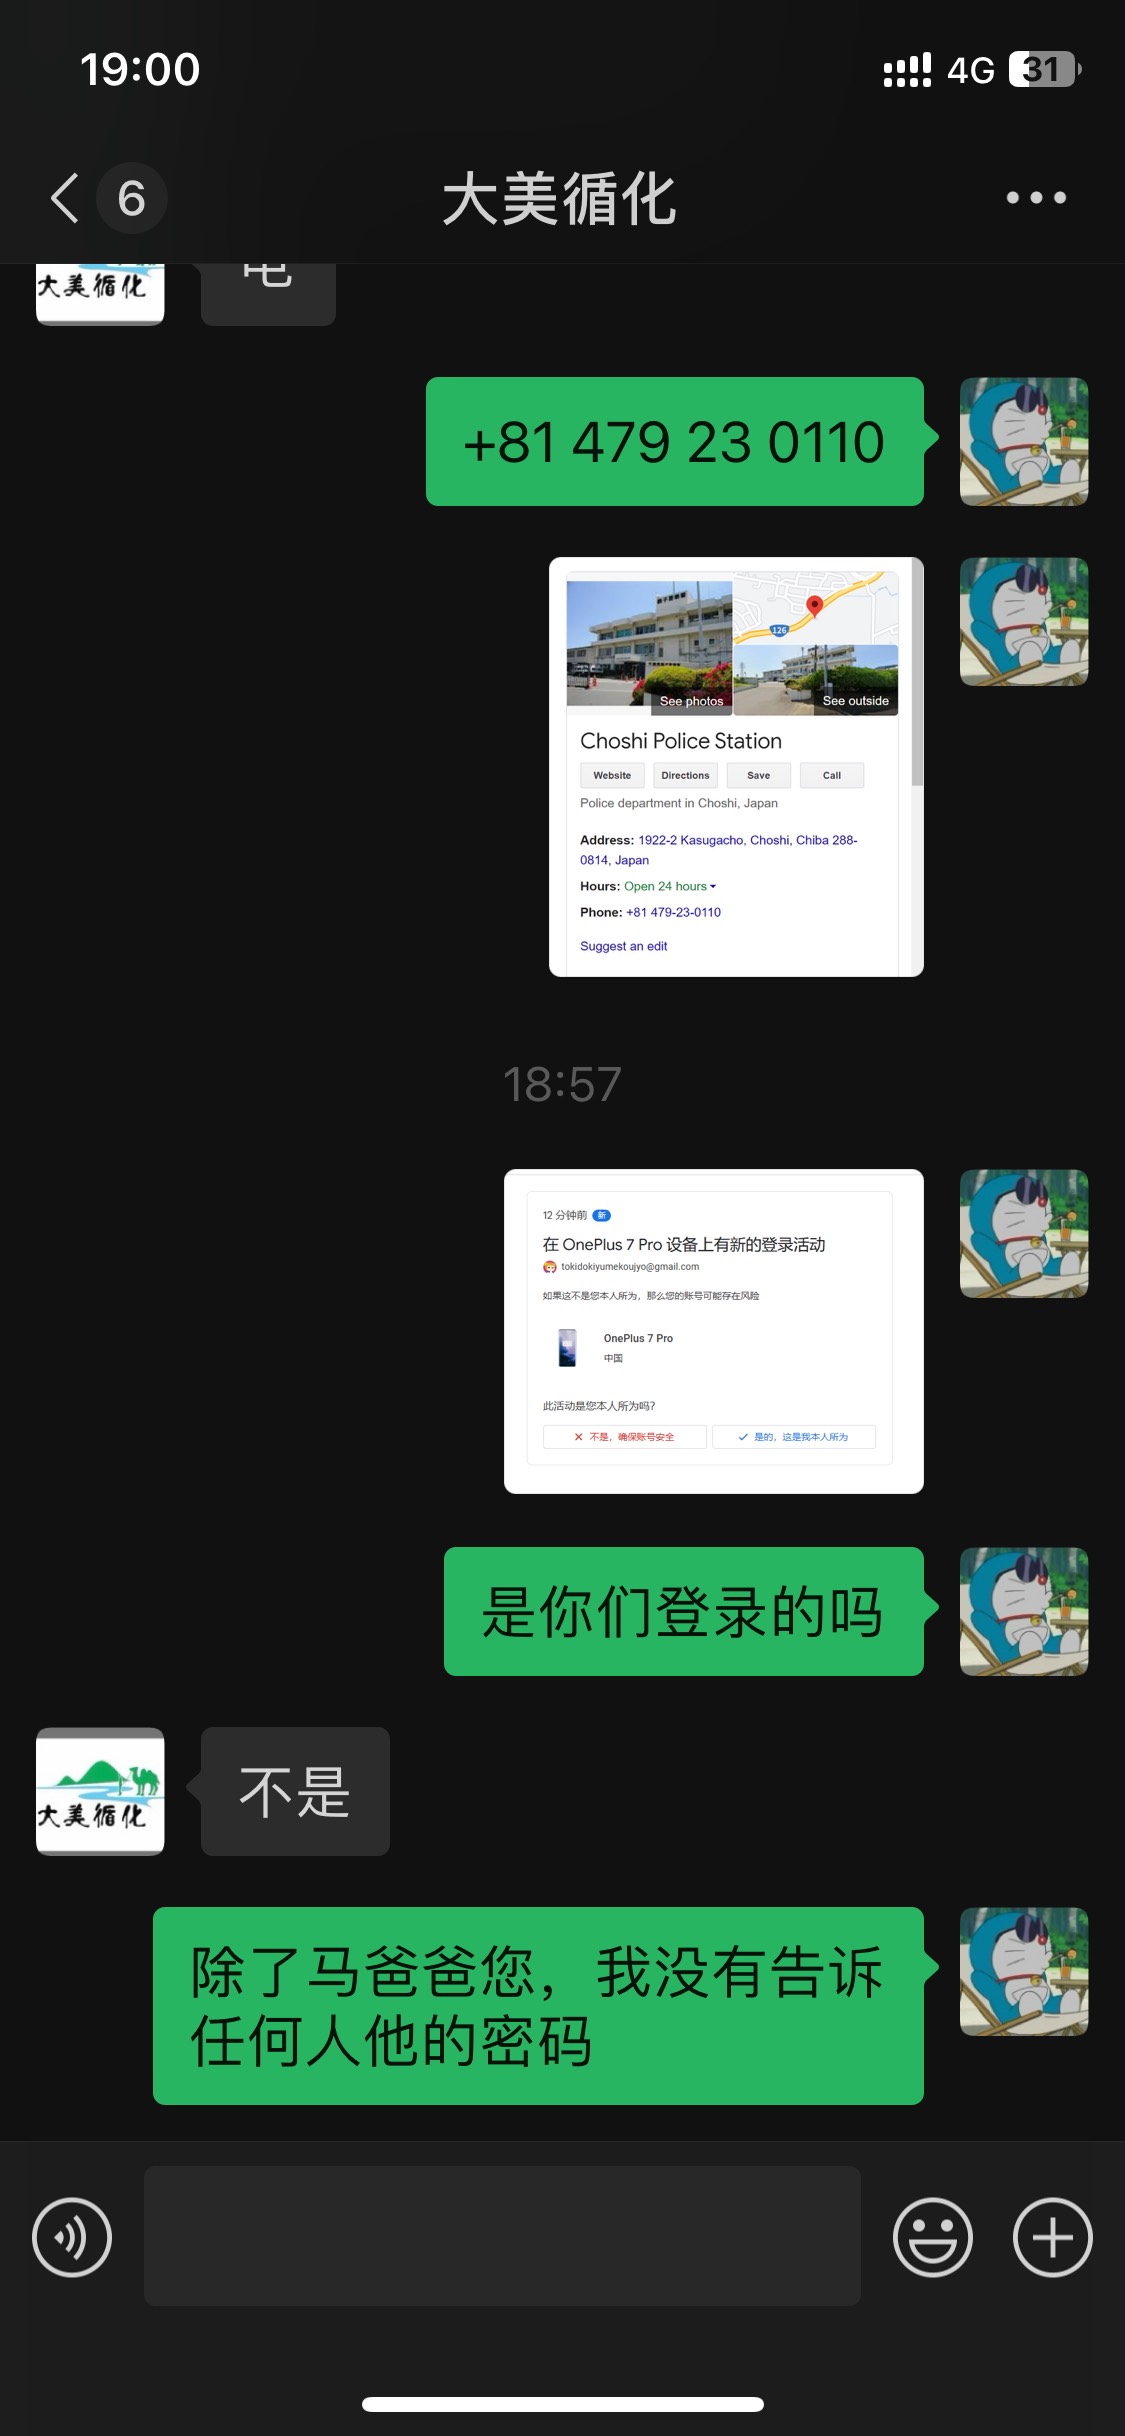 19:00
4G
31
6
大美循化
大美循化
电
+81 479 23 0110
126
See photos
See outside
Choshi Police Station
Website
Directions
Save
Call
Police department in Choshi, Japan
Address: 1922-2 Kasugacho, Choshi, Chiba 288-
0814, Japan
Hours: Open 24 hours
Phone: +81 479-23-0110
Suggest an edit
18:57
12 分钟前 新
在 OnePlus 7 Pro 设备上有新的登录活动
tokidokiyumekoujyo@gmail.com
如果这不是您本人所为，那么您的账号可能存在风险
OnePlus 7 Pro
中国
此活动是您本人所为吗?
不是，确保账号安全
是的，这是我本人所为
是你们登录的吗
大美循化
不是
除了马爸爸您，我没有告诉
任何人他的密码